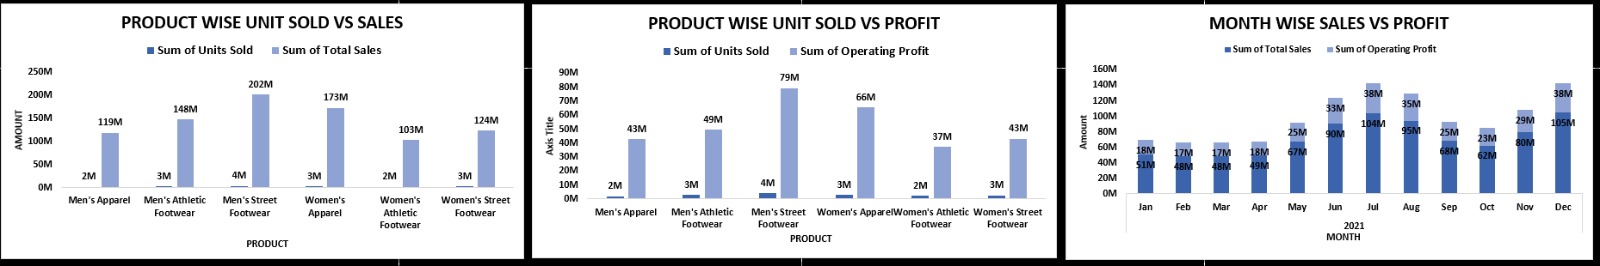 PRODUCT WISE UNIT SOLD VS SALES
Sum of Units Sold Sum of Total Sales
250M
200M
150M
100M
50M
0M
AMOUNT
119M 148M 202M 173M 103M 124M
2M 3M 4M 3M 2M 3M
Men's Apparel Men's Athletic Men's Street Women's Women's Women's Street
Footwear Footwear Apparel Athletic Footwear
Footwear
PRODUCT
PRODUCT WISE UNIT SOLD VS PROFIT
Sum of Units Sold Sum of Operating Profit
90M
80M
70M
60M
50M
40M
30M
20M
10M
0M
Axis Title
43M 49M 79M 66M 37M 43M
2M 3M 4M 3M 2M 3M
Men's Apparel Men's Athletic Men's Street Women's Apparel Women's Athletic Women's Street
Footwear Footwear Footwear Footwear
PRODUCT
MONTH WISE SALES VS PROFIT
Sum of Total Sales Sum of Operating Profit
160M
140M
120M
100M
80M
60M
40M
20M
0M
Amount
18M 17M 17M 18M 25M 33M 38M 35M 25M 23M 29M 38M
51M 48M 48M 49M 67M 90M 104M 95M 68M 62M 80M 105M
Jan Feb Mar Apr May Jun Jul Aug Sep Oct Nov Dec
2021
MONTH